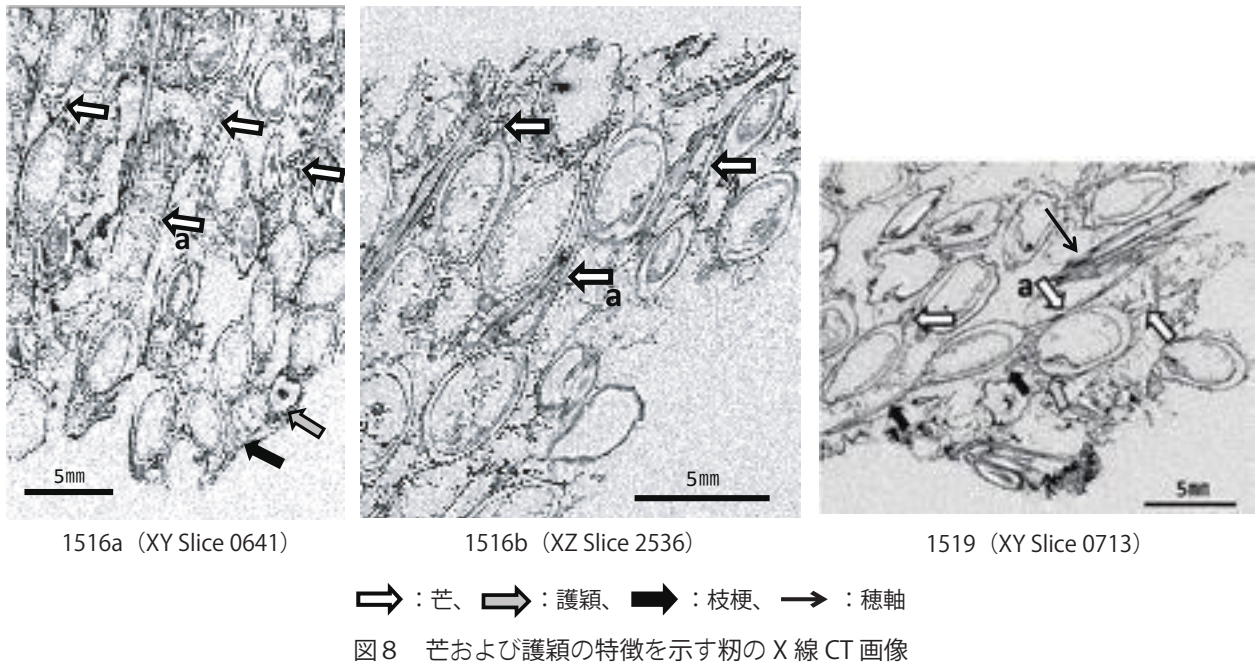 a
5㎜
1516a（XY Slice 0641）
a
5㎜
1516b（XZ Slice 2536）
a
5㎜
1519（XY Slice 0713）
：芒、 ：護穎、 ：枝梗、 ：穂軸
図８　芒および護穎の特徴を示す籾の X 線 CT 画像